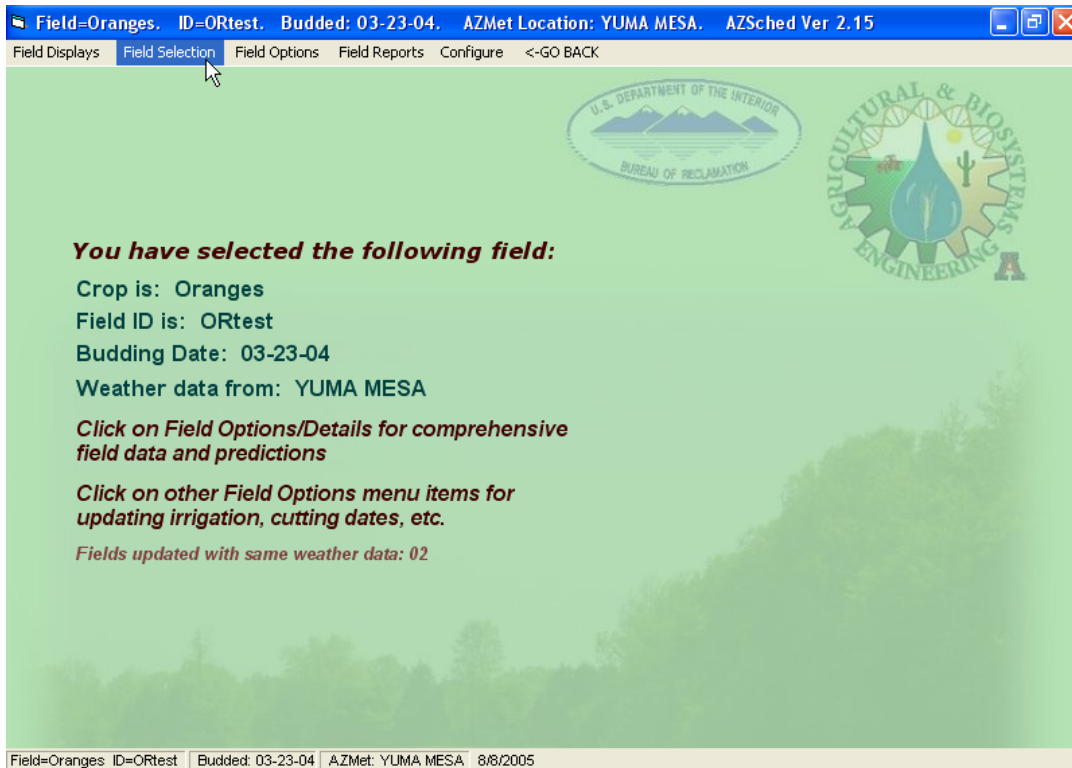 Field=Oranges. ID=ORtest. Budded: 03-23-04. AZMet Location: YUMA MESA. AZSched Ver 2.15
Field Displays Field Selection Field Options Field Reports Configure <-GO BACK
U.S. DEPARTMENT OF THE INTERIOR
BUREAU OF RECLAMATION
AGRICULTURAL & BIOSYSTEMS
ENGINEERING
A
You have selected the following field:
Crop is: Oranges
Field ID is: ORtest
Budding Date: 03-23-04
Weather data from: YUMA MESA
Click on Field Options/Details for comprehensive
field data and predictions
Click on other Field Options menu items for
updating irrigation, cutting dates, etc.
Fields updated with same weather data: 02
Field=Oranges ID=ORtest Budded: 03-23-04 AZMet: YUMA MESA 8/8/2005